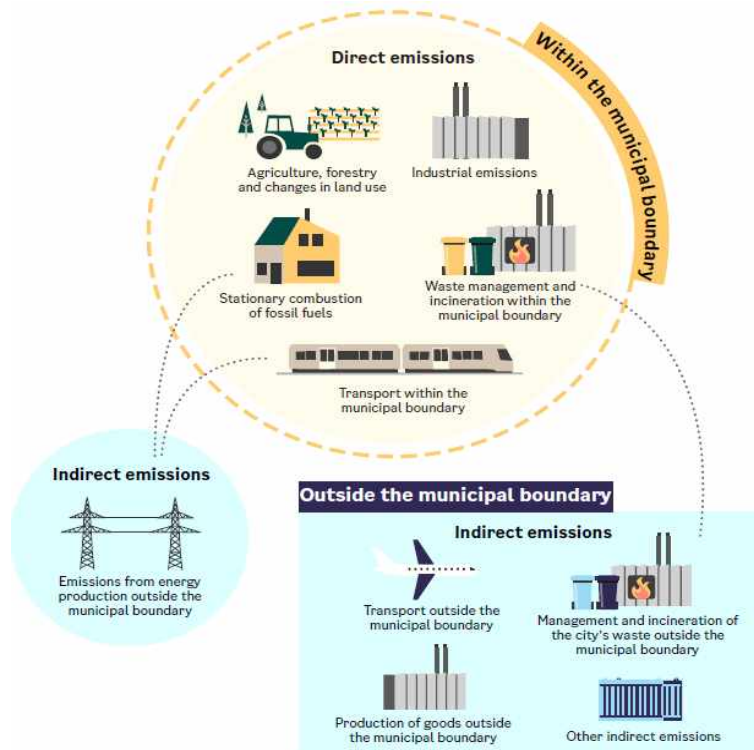 Direct emissions
Within the municipal boundary
Agriculture, forestry
and changes in land use
Industrial emissions
Stationary combustion
of fossil fuels
Waste management and
incineration within the
municipal boundary
Transport within the
municipal boundary
Indirect emissions
Emissions from energy
production outside the
municipal boundary
Outside the municipal boundary
Indirect emissions
Transport outside the
municipal boundary
Management and incineration of
the city's waste outside the
municipal boundary
Production of goods outside
the municipal boundary
Other indirect emissions